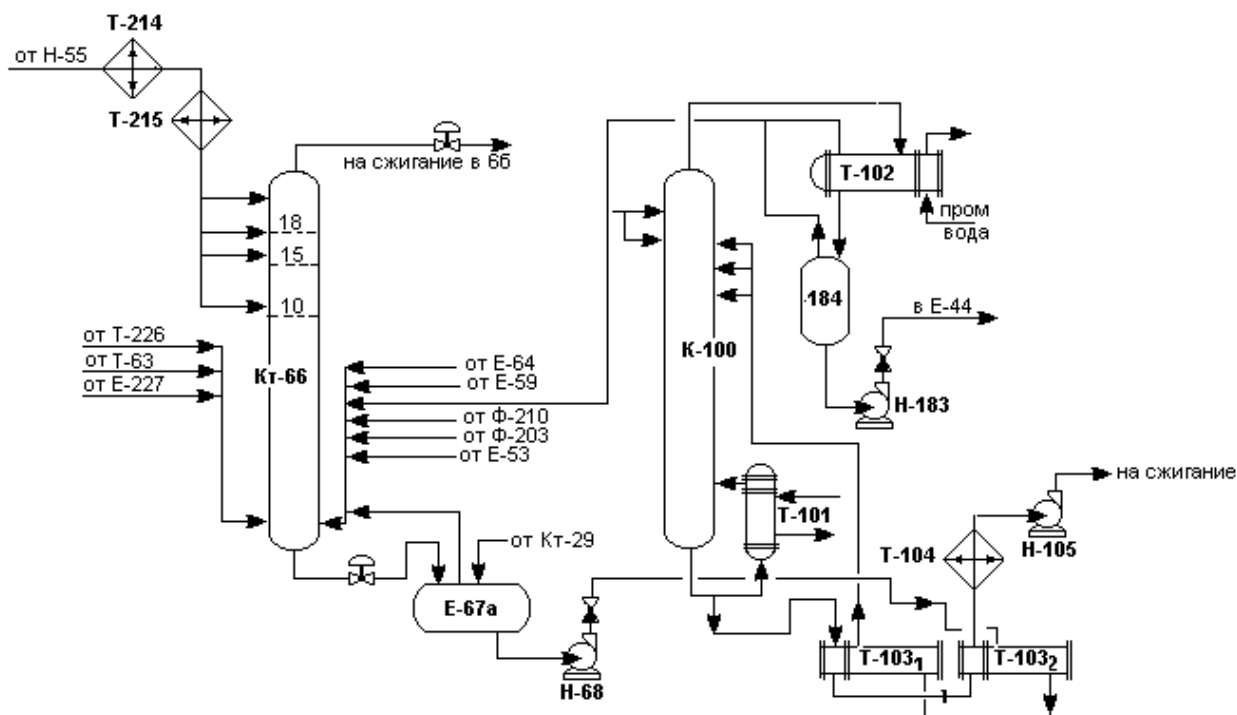 Т-214
от Н-55
Т-215
на сжигание в 6б
Т-102
пром
вода
18
15
10
184
в Е-44
от Т-226
от Т-63
от Е-227
Кт-66
К-100
от Е-64
от Е-59
Н-183
от Ф-210
от Ф-203
от Е-53
на сжигание
Т-101
Н-105
Т-104
от Кт-29
Е-67а
Т-103₁
Т-103₂
Н-68